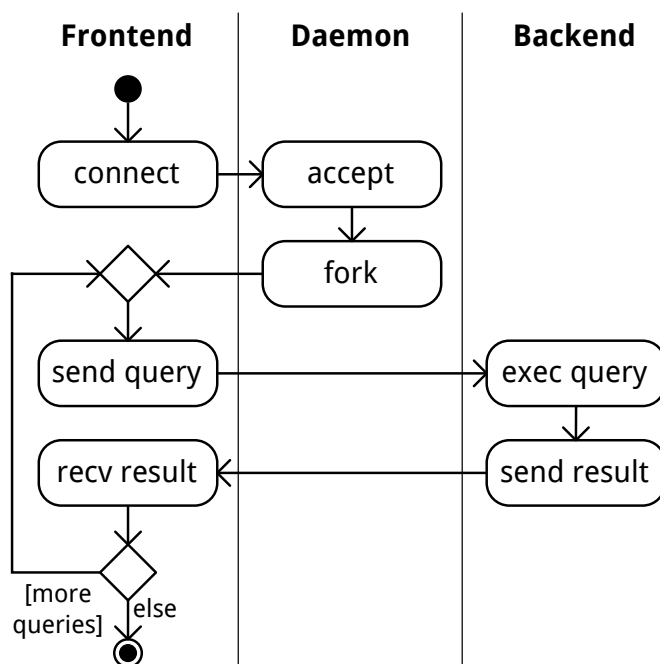 Frontend Daemon Backend
connect accept
fork
send query exec query
recv result send result
[more
queries]
else